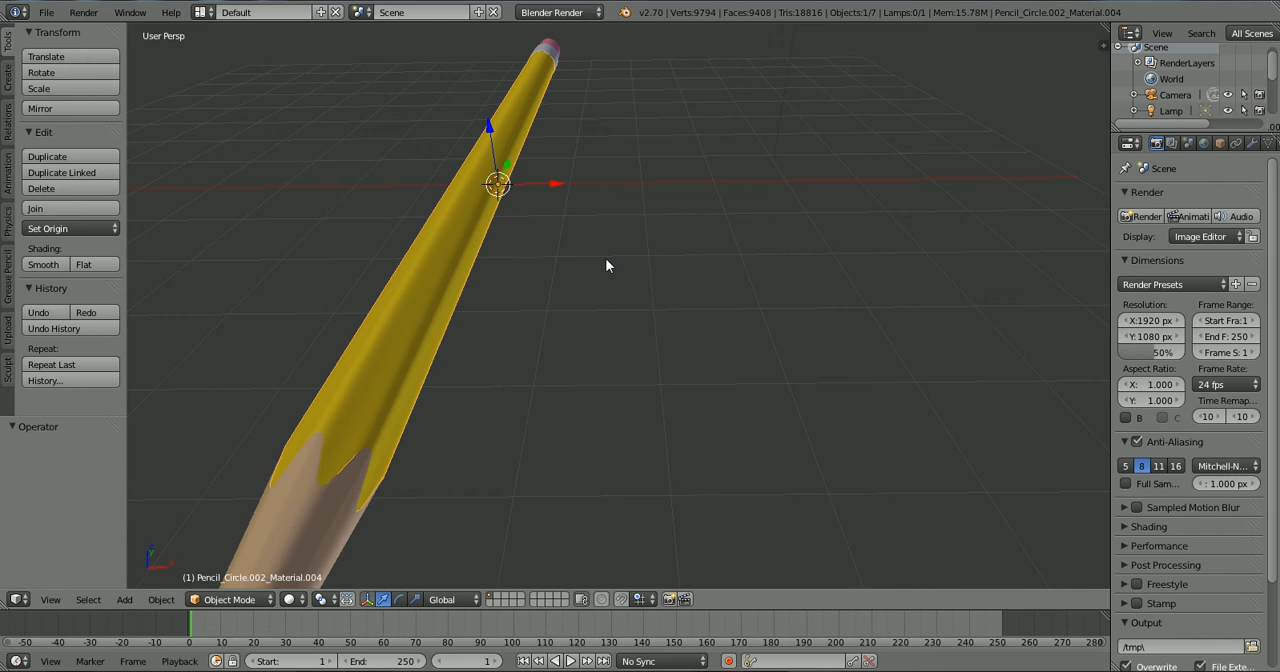 File Render Window Help Default Scene Blender Render v2.70 | Verts:9794 | Faces:9408 | Tris:18816 | Objects:1/7 | Lamps:0/1 | Mem:15.78M | Pencil_Circle.002_Material.004
View Search All Scenes
Tools
Create
Relations
Animation
Physics
Grease Pencil
Upload
Sculpt
Transform
Translate
Rotate
Scale
Mirror
Edit
Duplicate
Duplicate Linked
Delete
Join
Set Origin
Shading:
Smooth Flat
History
Undo Redo
Undo History
Repeat:
Repeat Last
History...
Operator
User Persp
(1) Pencil_Circle.002_Material.004
Scene
RenderLayers
World
Camera
Lamp
Scene
Render
Render Animati Audio
Display: Image Editor
Dimensions
Render Presets
Resolution: Frame Range:
X:1920 px Start Fra:1
Y:1080 px End F: 250
50% Frame S: 1
Aspect Ratio: Frame Rate:
X: 1.000 24 fps
Y: 1.000 Time Remap...
B C 10 10
Anti-Aliasing
5 8 11 16 Mitchell-N...
Full Sam... : 1.000 px
Sampled Motion Blur
Shading
Performance
Post Processing
Freestyle
Stamp
Output
/tmp\
Overwrite File Exte
View Select Add Object Object Mode Global
-50 -40 -30 -20 -10 0 10 20 30 40 50 60 70 80 90 100 110 120 130 140 150 160 170 180 190 200 210 220 230 240 250 260 270 280
View Marker Frame Playback Start: 1 End: 250 1 No Sync